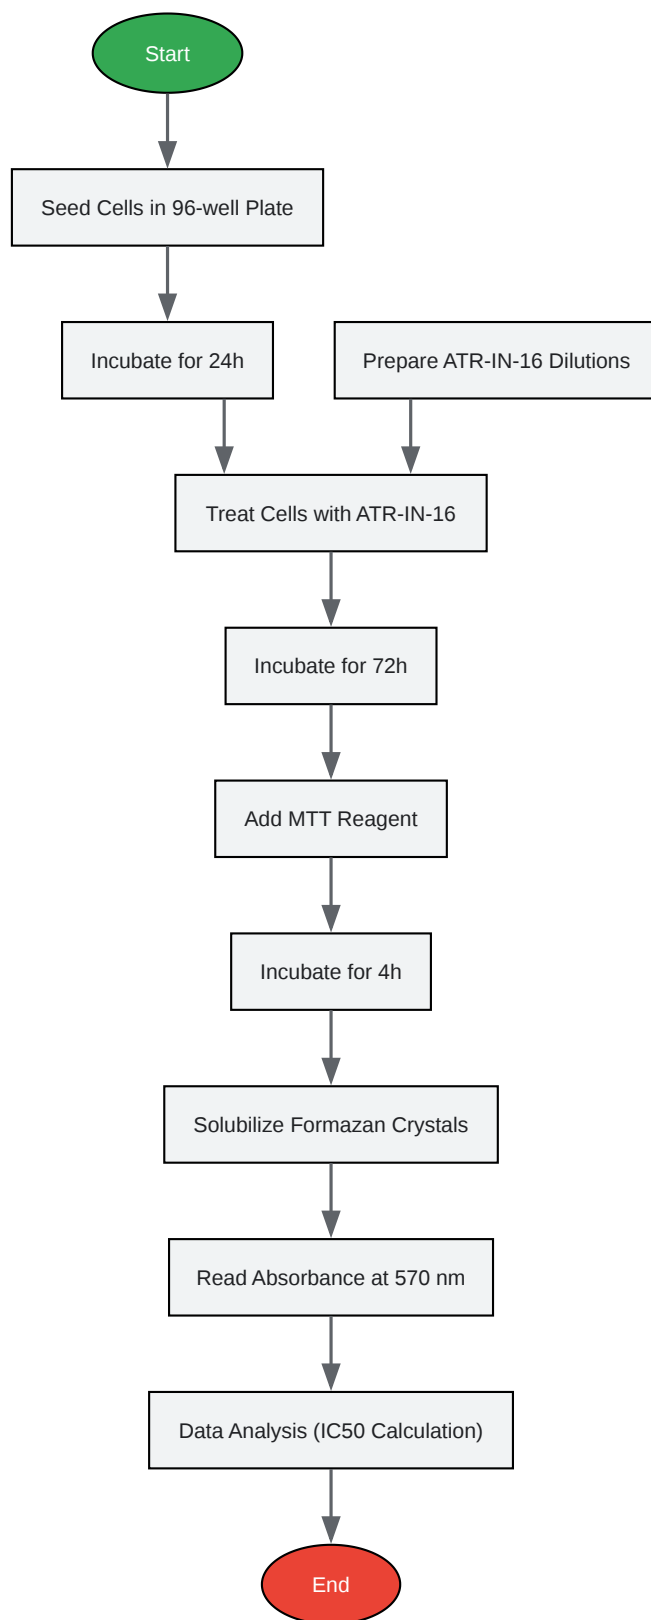 Start
Seed Cells in 96-well Plate
Incubate for 24h
Prepare ATR-IN-16 Dilutions
Treat Cells with ATR-IN-16
Incubate for 72h
Add MTT Reagent
Incubate for 4h
Solubilize Formazan Crystals
Read Absorbance at 570 nm
Data Analysis (IC50 Calculation)
End